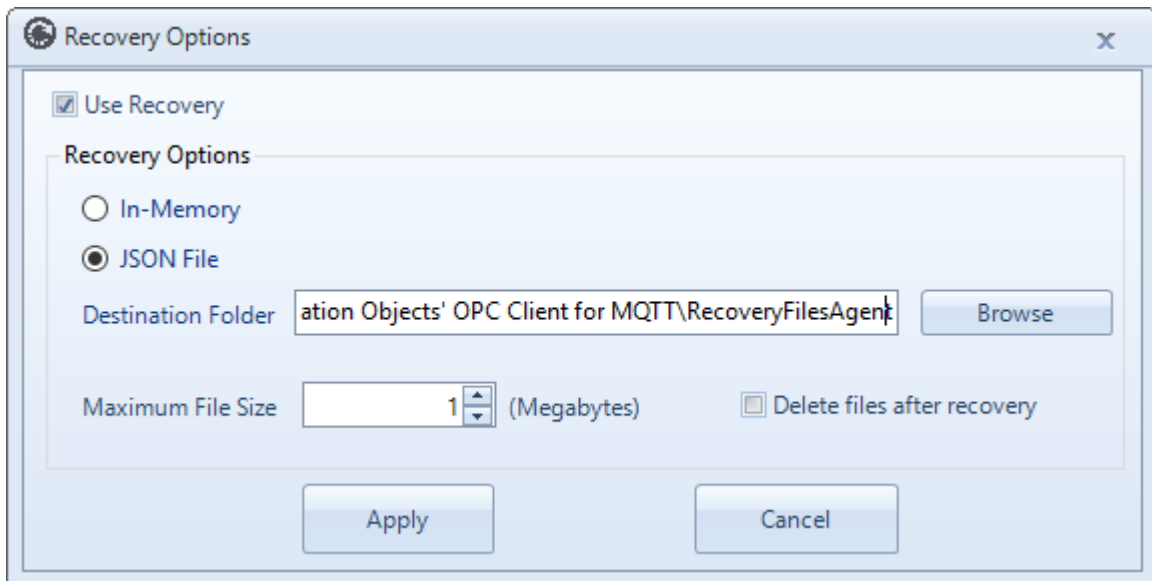 Recovery Options
x
Use Recovery
Recovery Options
In-Memory
JSON File
Destination Folder ation Objects' OPC Client for MQTT\RecoveryFilesAgent Browse
Maximum File Size 1 (Megabytes) Delete files after recovery
Apply Cancel